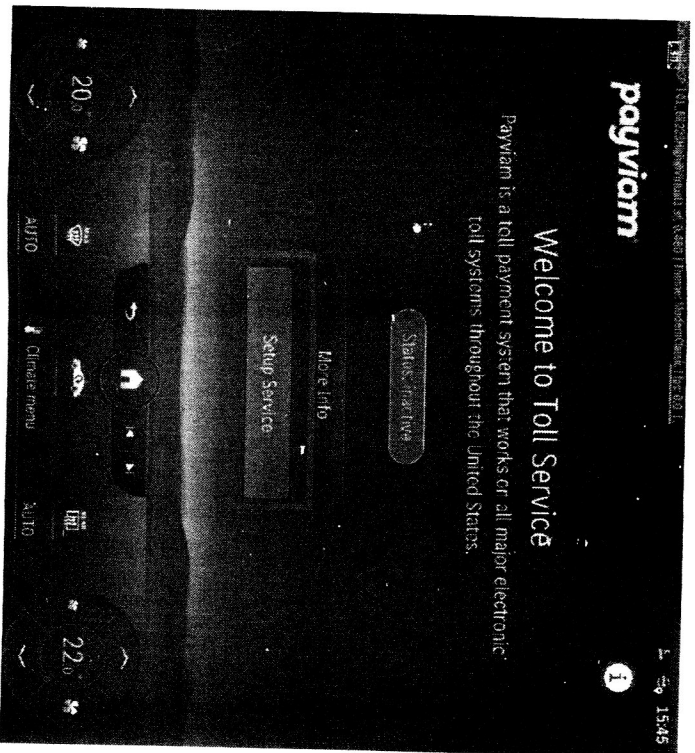 15:45
payviam
Welcome to Toll Service
Payviam is a toll payment system that works on all major electronic
toll systems throughout the United States.
Status: Inactive
More Info
Setup Service
20.
22.0
AUTO
Climate menu
AUTO